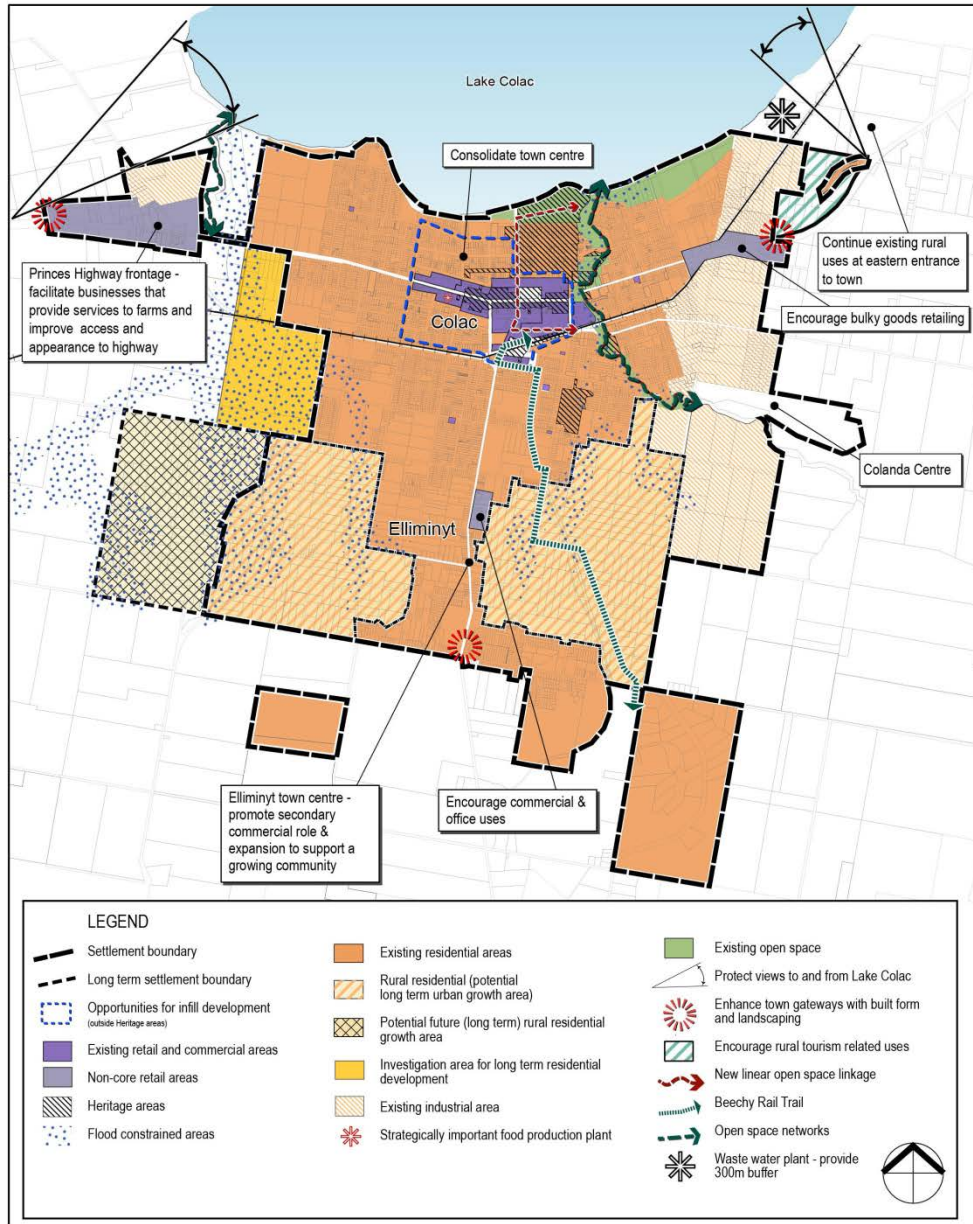 Lake Colac
Consolidate town centre
Princes Highway frontage -
facilitate businesses that
provide services to farms and
improve access and
appearance to highway
Continue existing rural
uses at eastern entrance
to town
Encourage bulky goods retailing
Colac
Colanda Centre
Elliminyt
Elliminyt town centre -
promote secondary
commercial role &
expansion to support a
growing community
Encourage commercial &
office uses
LEGEND
Settlement boundary
Long term settlement boundary
Opportunities for infill development
(outside Heritage areas)
Existing retail and commercial areas
Non-core retail areas
Heritage areas
Flood constrained areas
Existing residential areas
Rural residential (potential
long term urban growth area)
Potential future (long term) rural residential
growth area
Investigation area for long term residential
development
Existing industrial area
Strategically important food production plant
Existing open space
Protect views to and from Lake Colac
Enhance town gateways with built form
and landscaping
Encourage rural tourism related uses
New linear open space linkage
Beechy Rail Trail
Open space networks
Waste water plant - provide
300m buffer